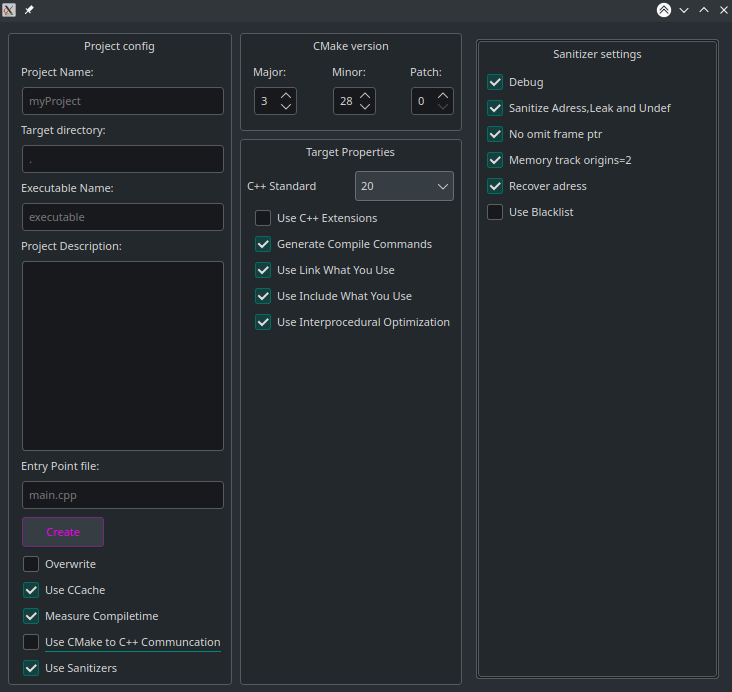 Project config
Project Name:
myProject
Target directory:
.
Executable Name:
executable
Project Description:
Entry Point file:
main.cpp
Create
Overwrite
Use CCache
Measure Compiletime
Use CMake to C++ Communcation
Use Sanitizers
CMake version
Major: Minor: Patch:
3 28 0
Target Properties
C++ Standard 20
Use C++ Extensions
Generate Compile Commands
Use Link What You Use
Use Include What You Use
Use Interprocedural Optimization
Sanitizer settings
Debug
Sanitize Adress,Leak and Undef
No omit frame ptr
Memory track origins=2
Recover adress
Use Blacklist